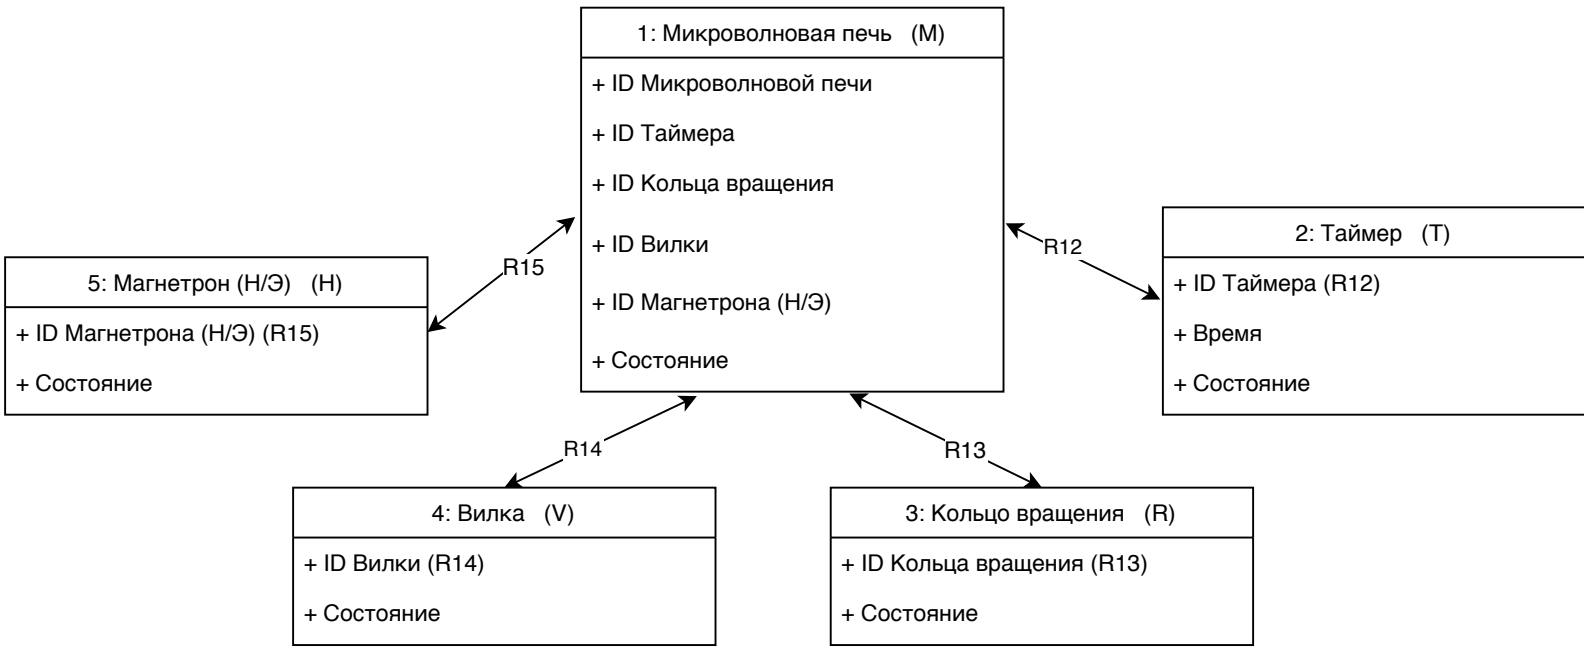 1: Микроволновая печь (M)
+ ID Микроволновой печи
+ ID Таймера
+ ID Кольца вращения
+ ID Вилки
+ ID Магнетрона (Н/Э)
+ Состояние
R15
R12
R14
R13
5: Магнетрон (Н/Э) (H)
+ ID Магнетрона (Н/Э) (R15)
+ Состояние
2: Таймер (T)
+ ID Таймера (R12)
+ Время
+ Состояние
4: Вилка (V)
+ ID Вилки (R14)
+ Состояние
3: Кольцо вращения (R)
+ ID Кольца вращения (R13)
+ Состояние